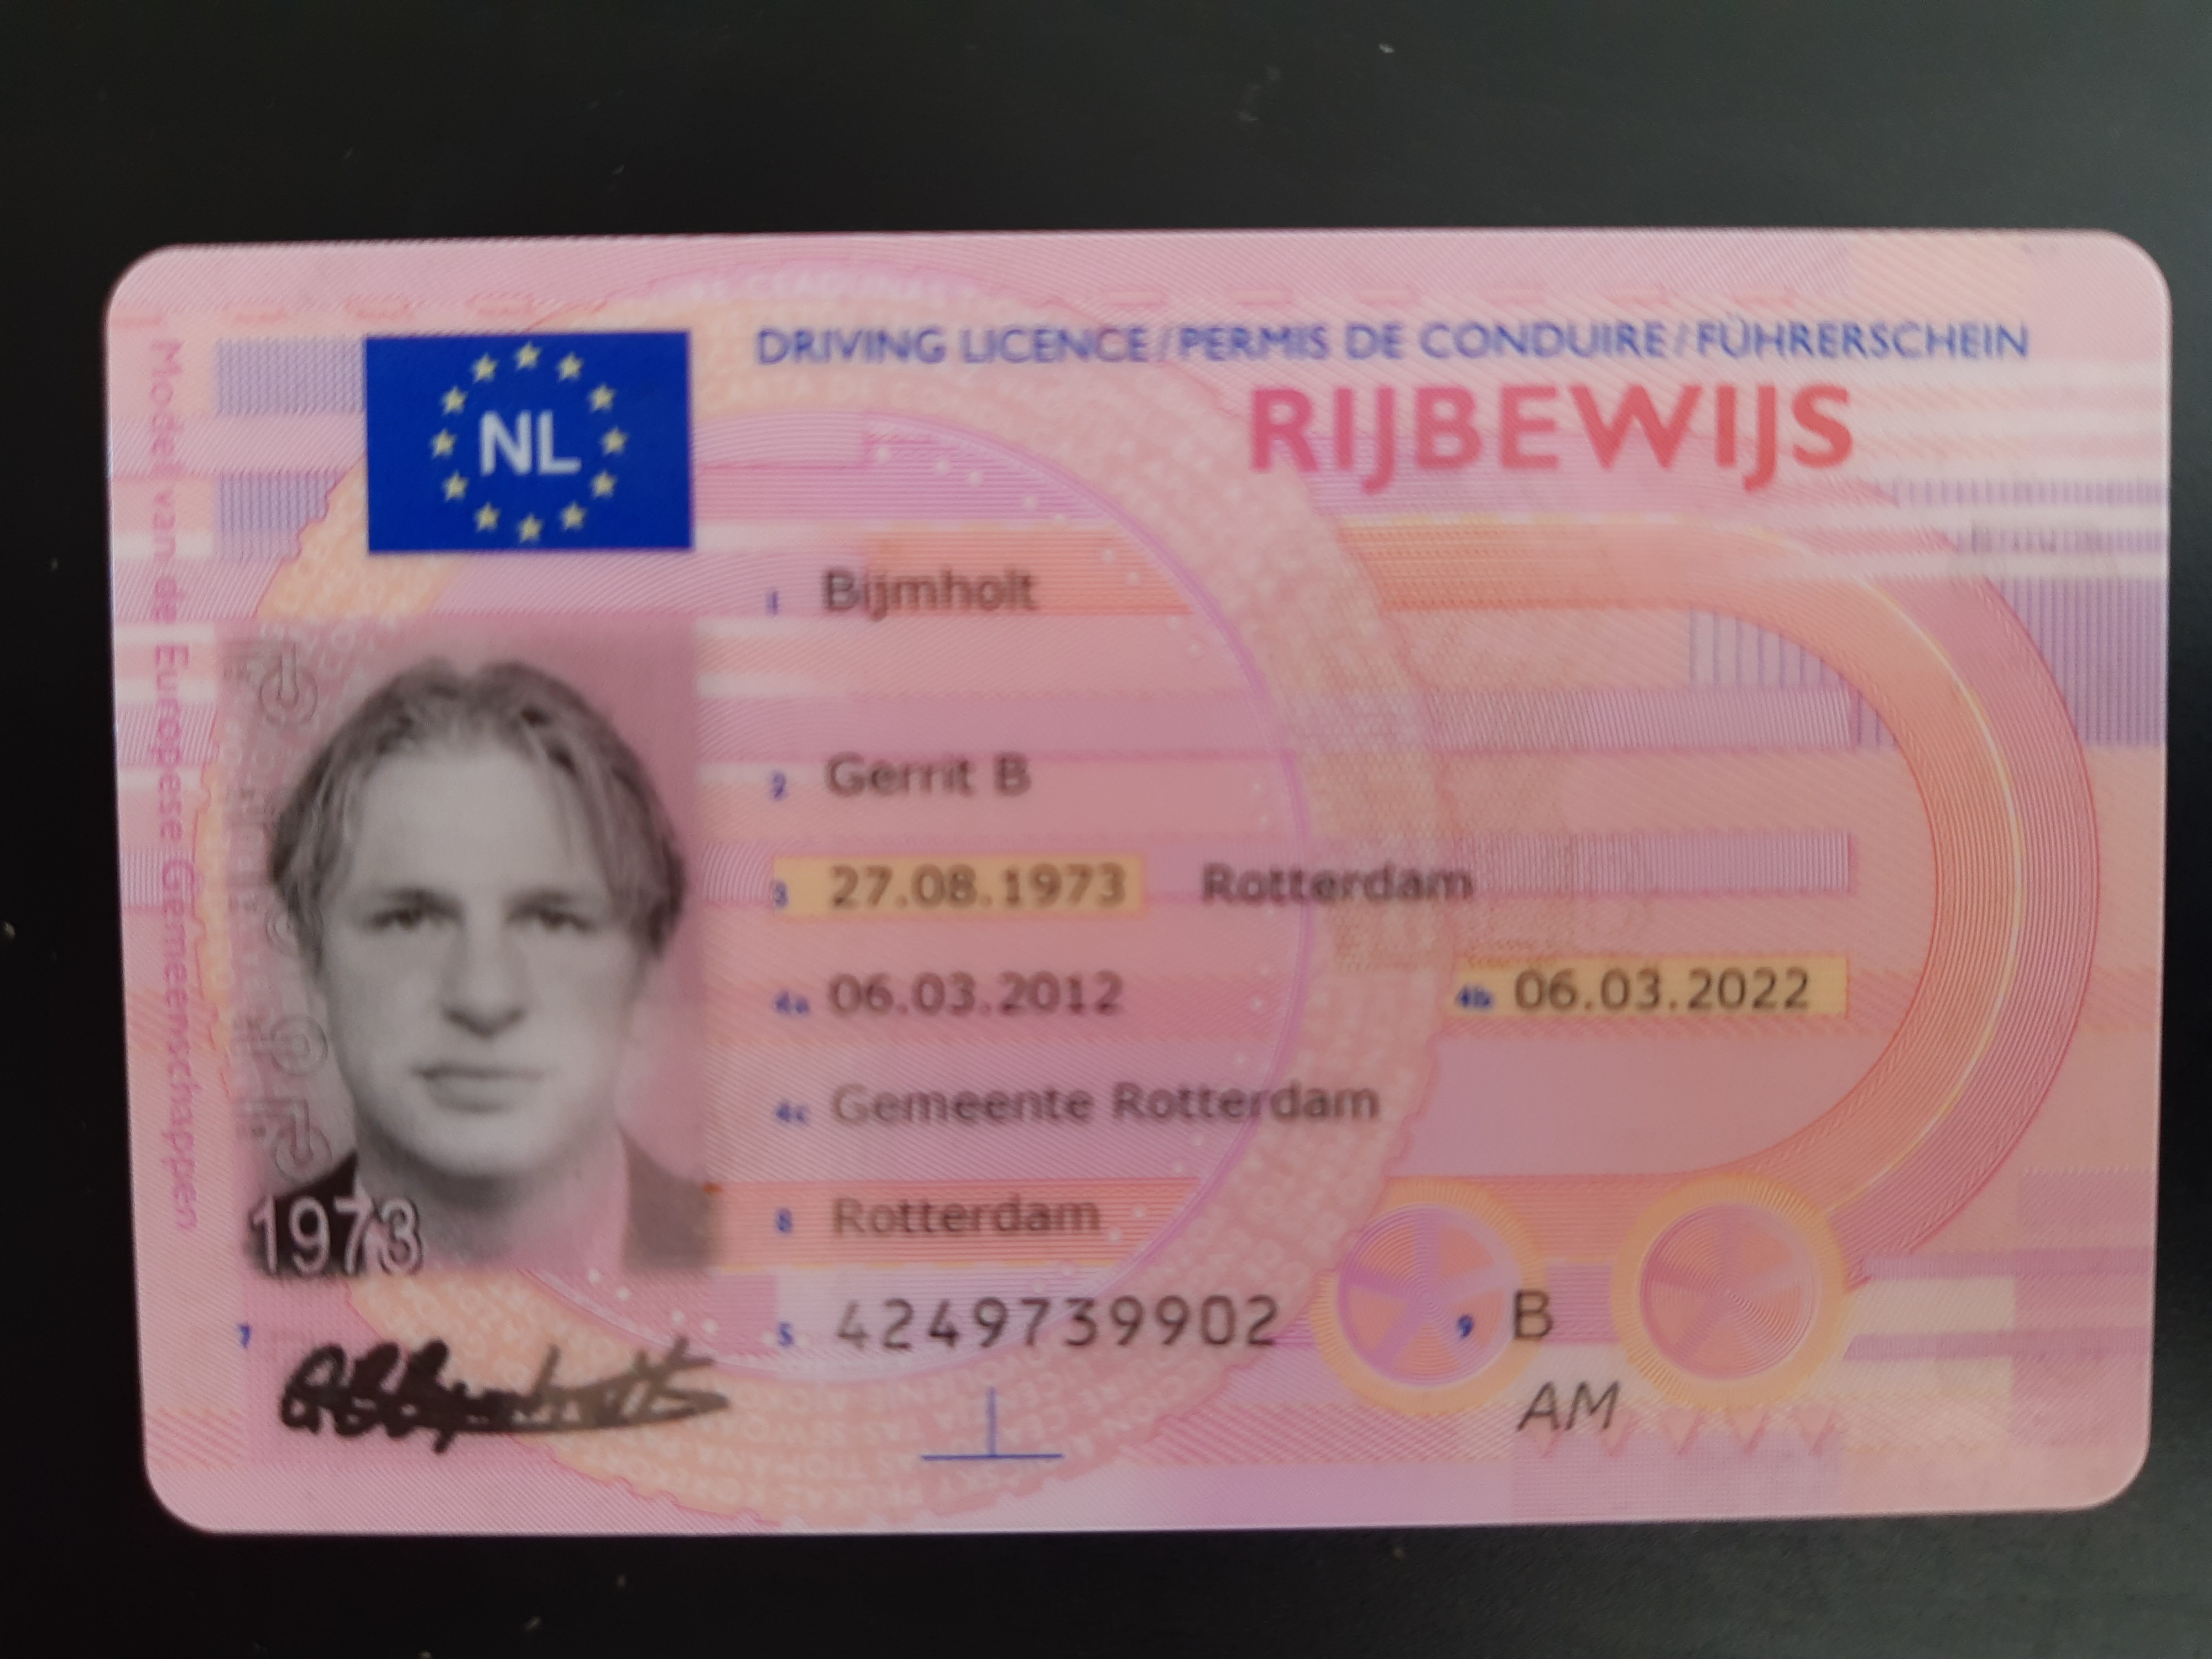 DRIVING LICENCE/PERMIS DE CONDUIRE/FÜHRERSCHEIN
RIJBEWIJS
NL
Model van de Europese Gemeenschappen
1 Bijmholt
2 Gerrit B
3 27.08.1973 Rotterdam
4a 06.03.2012 4b 06.03.2022
4c Gemeente Rotterdam
8 Rotterdam
1973
5 4249739902 9 B
AM
7